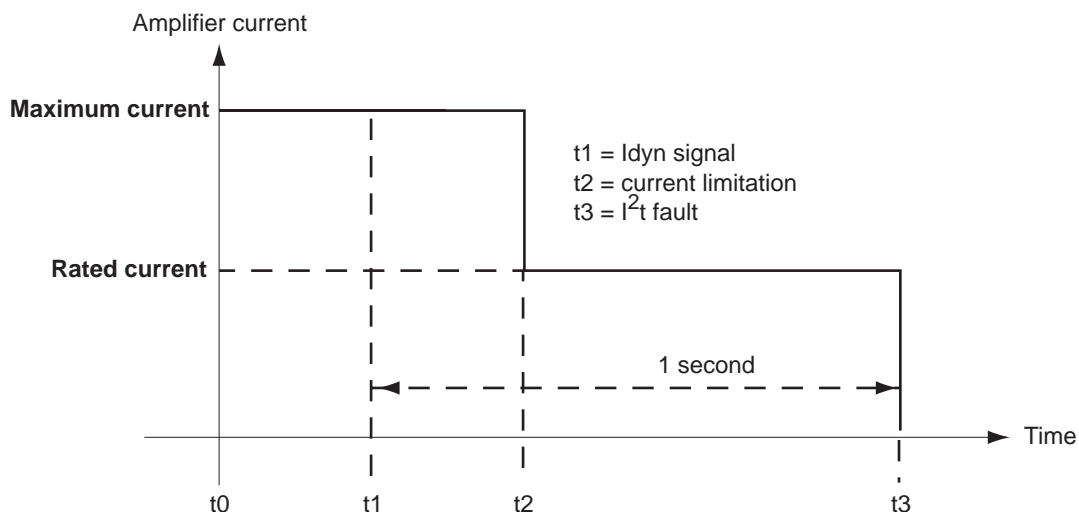 Amplifier current
Maximum current
t1 = Idyn signal
t2 = current limitation
t3 = I²t fault
Rated current
1 second
Time
t0 t1 t2 t3